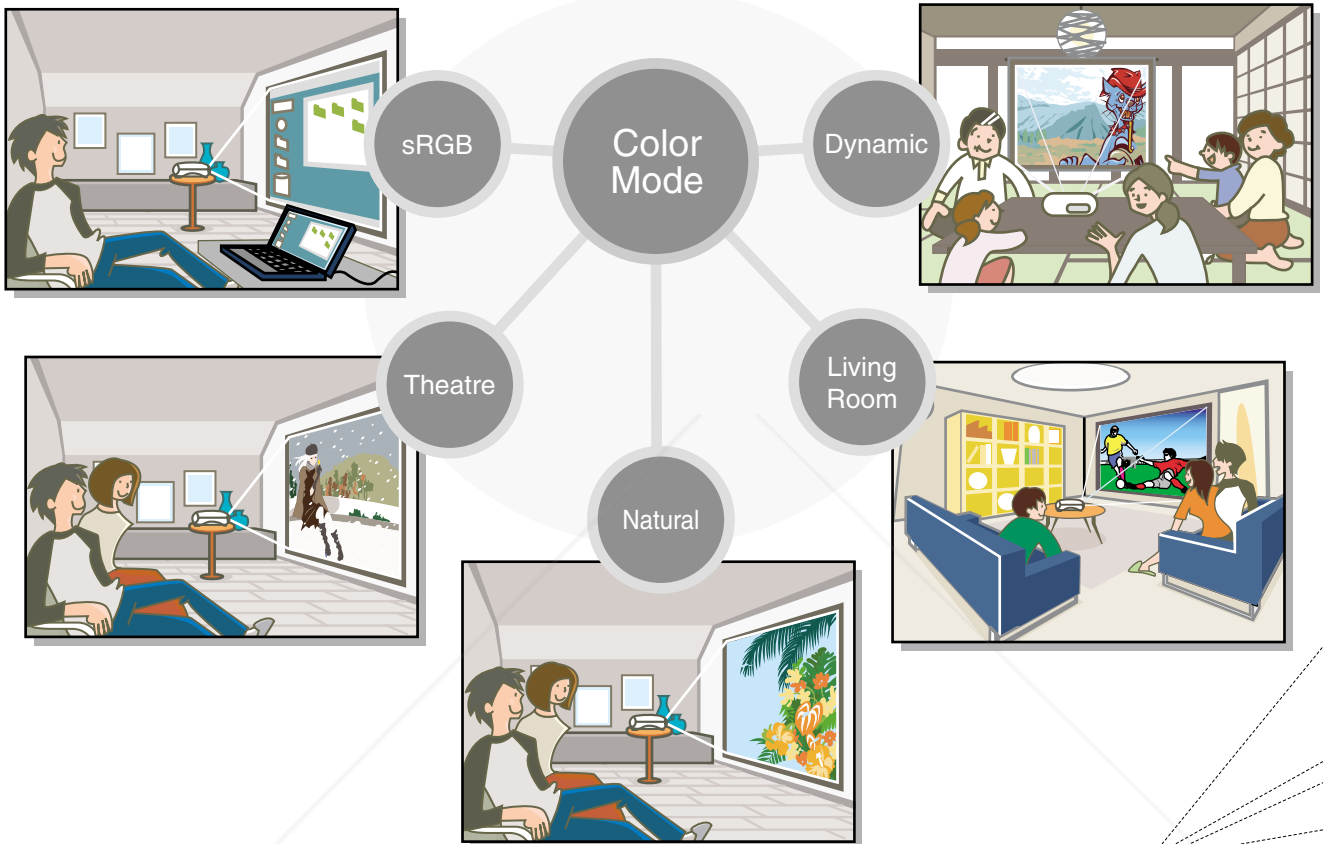 sRGB
Color
Mode
Dynamic
Theatre
Living
Room
Natural